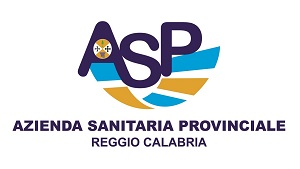 ASP
AZIENDA SANITARIA PROVINCIALE
REGGIO CALABRIA